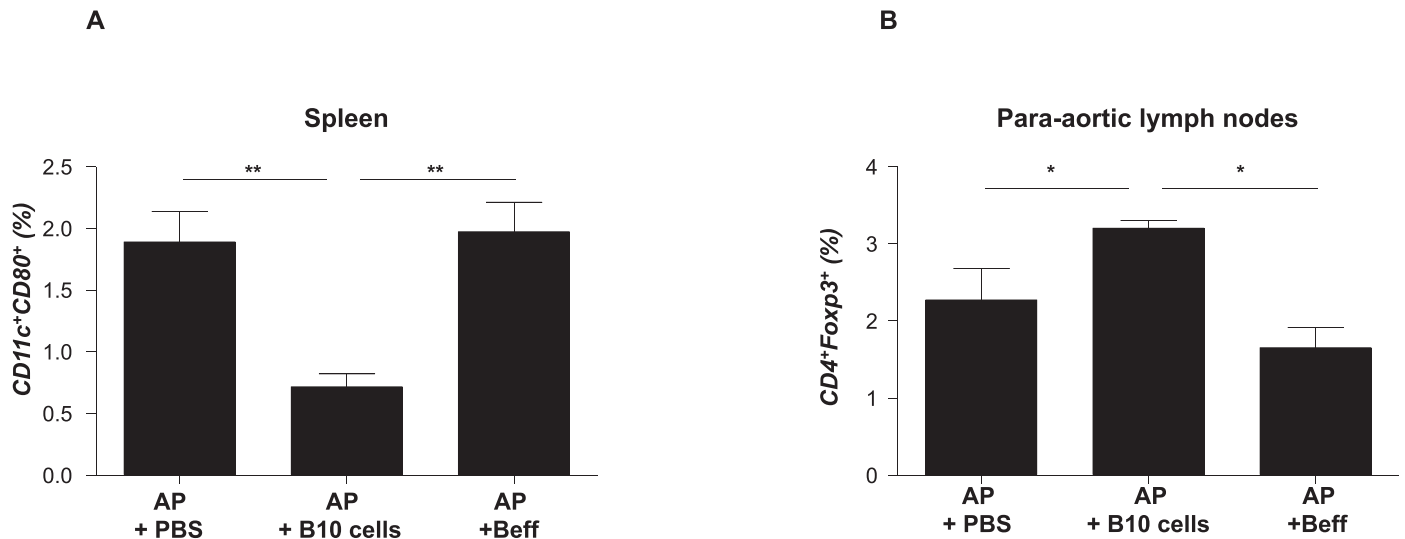 A
Spleen
CD11c⁺CD80⁺ (%)
2.5
2.0
1.5
1.0
0.5
0.0
**
**
AP
+ PBS
AP
+ B10 cells
AP
+Beff
B
Para-aortic lymph nodes
CD4⁺Foxp3⁺ (%)
4
3
2
1
0
*
*
AP
+ PBS
AP
+ B10 cells
AP
+Beff